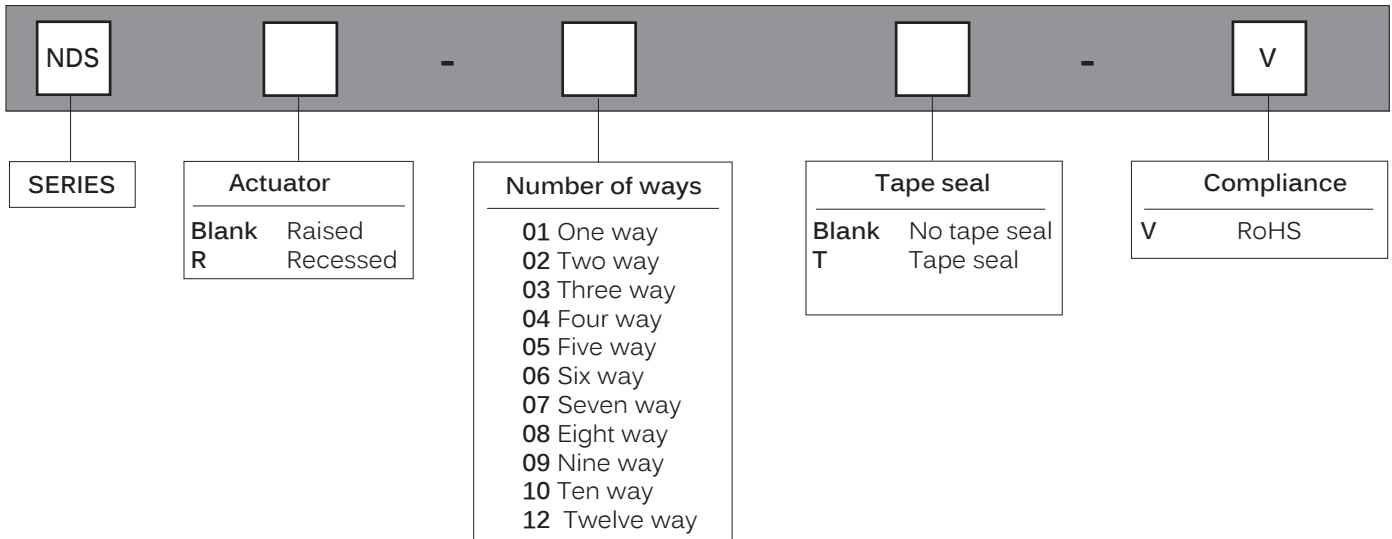 NDS - - V
SERIES
Actuator
Blank Raised
R Recessed
Number of ways
01 One way
02 Two way
03 Three way
04 Four way
05 Five way
06 Six way
07 Seven way
08 Eight way
09 Nine way
10 Ten way
12 Twelve way
Tape seal
Blank No tape seal
T Tape seal
Compliance
V RoHS